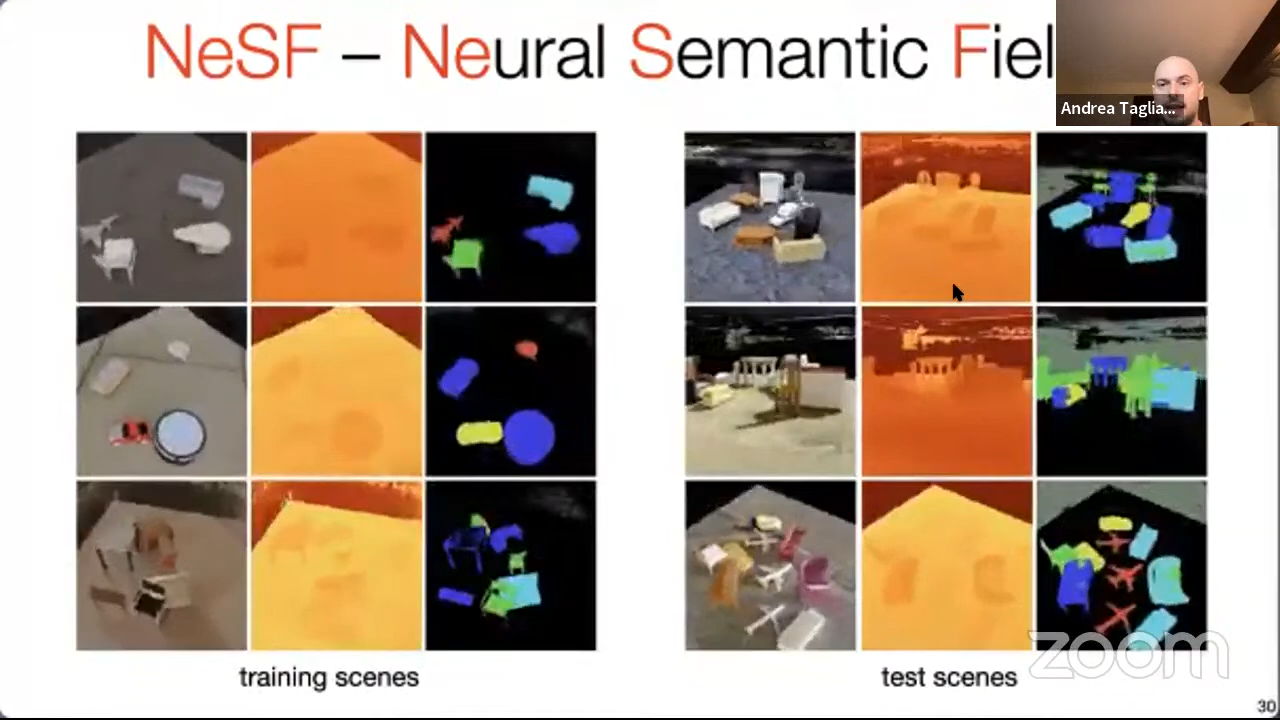 NeSF – Neural Semantic Fiel
Andrea Taglia...
training scenes
test scenes
zoom
30